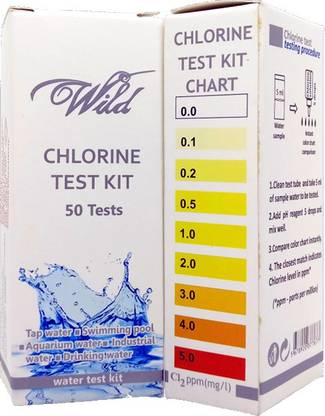 Wild
CHLORINE
TEST KIT
50 Tests
Tap water ■ Swimming pool
■ Aquarium water ■ Industrial
water ■ Drinking water
water test kit
CHLORINE
TEST KIT
CHART
0.0
0.1
0.2
0.5
1.0
2.0
3.0
4.0
5.0
Cl2 ppm(mg/l)
Chlorine test
testing procedure
5 ml
Water
sample
Instant
color chart
comparison
1.Clean test tube and take 5 ml
of sample water to be tested.
2.Add pH reagent 5 drops and
mix well.
3.Compare color chart instantly.
4.The closest match indicates
Chlorine level in ppm*
(*ppm - parts per million)